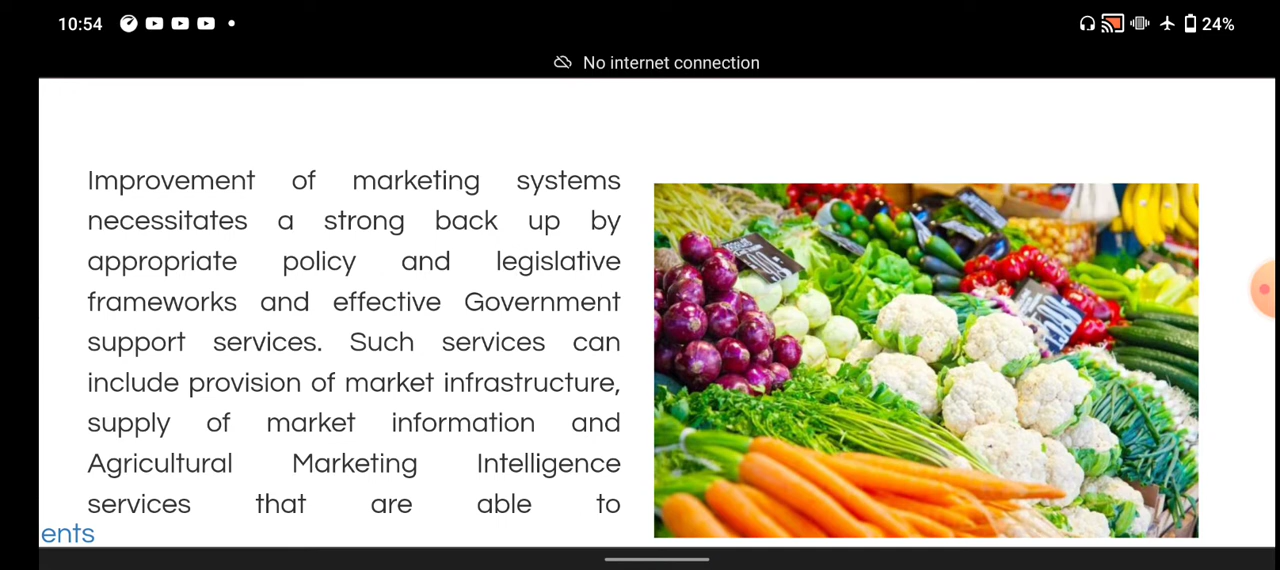 10:54
24%
No internet connection
Improvement of marketing systems
necessitates a strong back up by
appropriate policy and legislative
frameworks and effective Government
support services. Such services can
include provision of market infrastructure,
supply of market information and
Agricultural Marketing Intelligence
services that are able to
ents